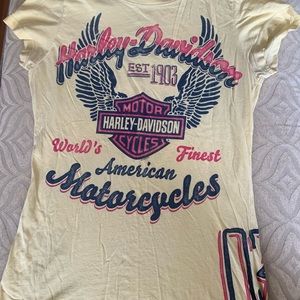 Harley-Davidson
EST 1903
MOTOR
HARLEY-DAVIDSON
CYCLES
World's Finest
American
Motorcycles